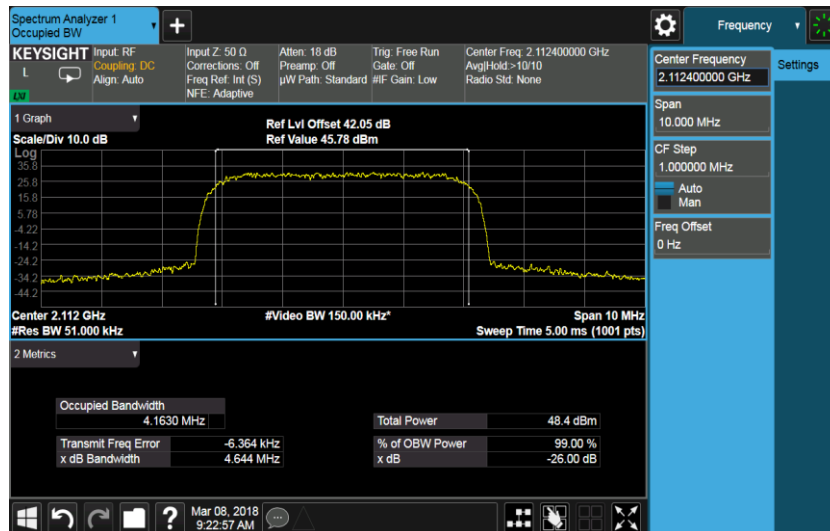 Spectrum Analyzer 1
Occupied BW
+
Frequency
KEYSIGHT
L
LXI
Input: RF
Coupling: DC
Align: Auto
Input Z: 50 Ω
Corrections: Off
Freq Ref: Int (S)
NFE: Adaptive
Atten: 18 dB
Preamp: Off
µW Path: Standard
Trig: Free Run
Gate: Off
#IF Gain: Low
Center Freq: 2.112400000 GHz
Avg|Hold:>10/10
Radio Std: None
Center Frequency
2.112400000 GHz
Settings
Span
10.000 MHz
CF Step
1.000000 MHz
Auto
Man
Freq Offset
0 Hz
1 Graph
Scale/Div 10.0 dB
Ref Lvl Offset 42.05 dB
Ref Value 45.78 dBm
Log
35.8
25.8
15.8
5.78
-4.22
-14.2
-24.2
-34.2
-44.2
Center 2.112 GHz
#Res BW 51.000 kHz
#Video BW 150.00 kHz*
Span 10 MHz
Sweep Time 5.00 ms (1001 pts)
2 Metrics
Occupied Bandwidth
4.1630 MHz
Total Power 48.4 dBm
Transmit Freq Error -6.364 kHz
% of OBW Power 99.00 %
x dB Bandwidth 4.644 MHz
x dB -26.00 dB
?
Mar 08, 2018
9:22:57 AM